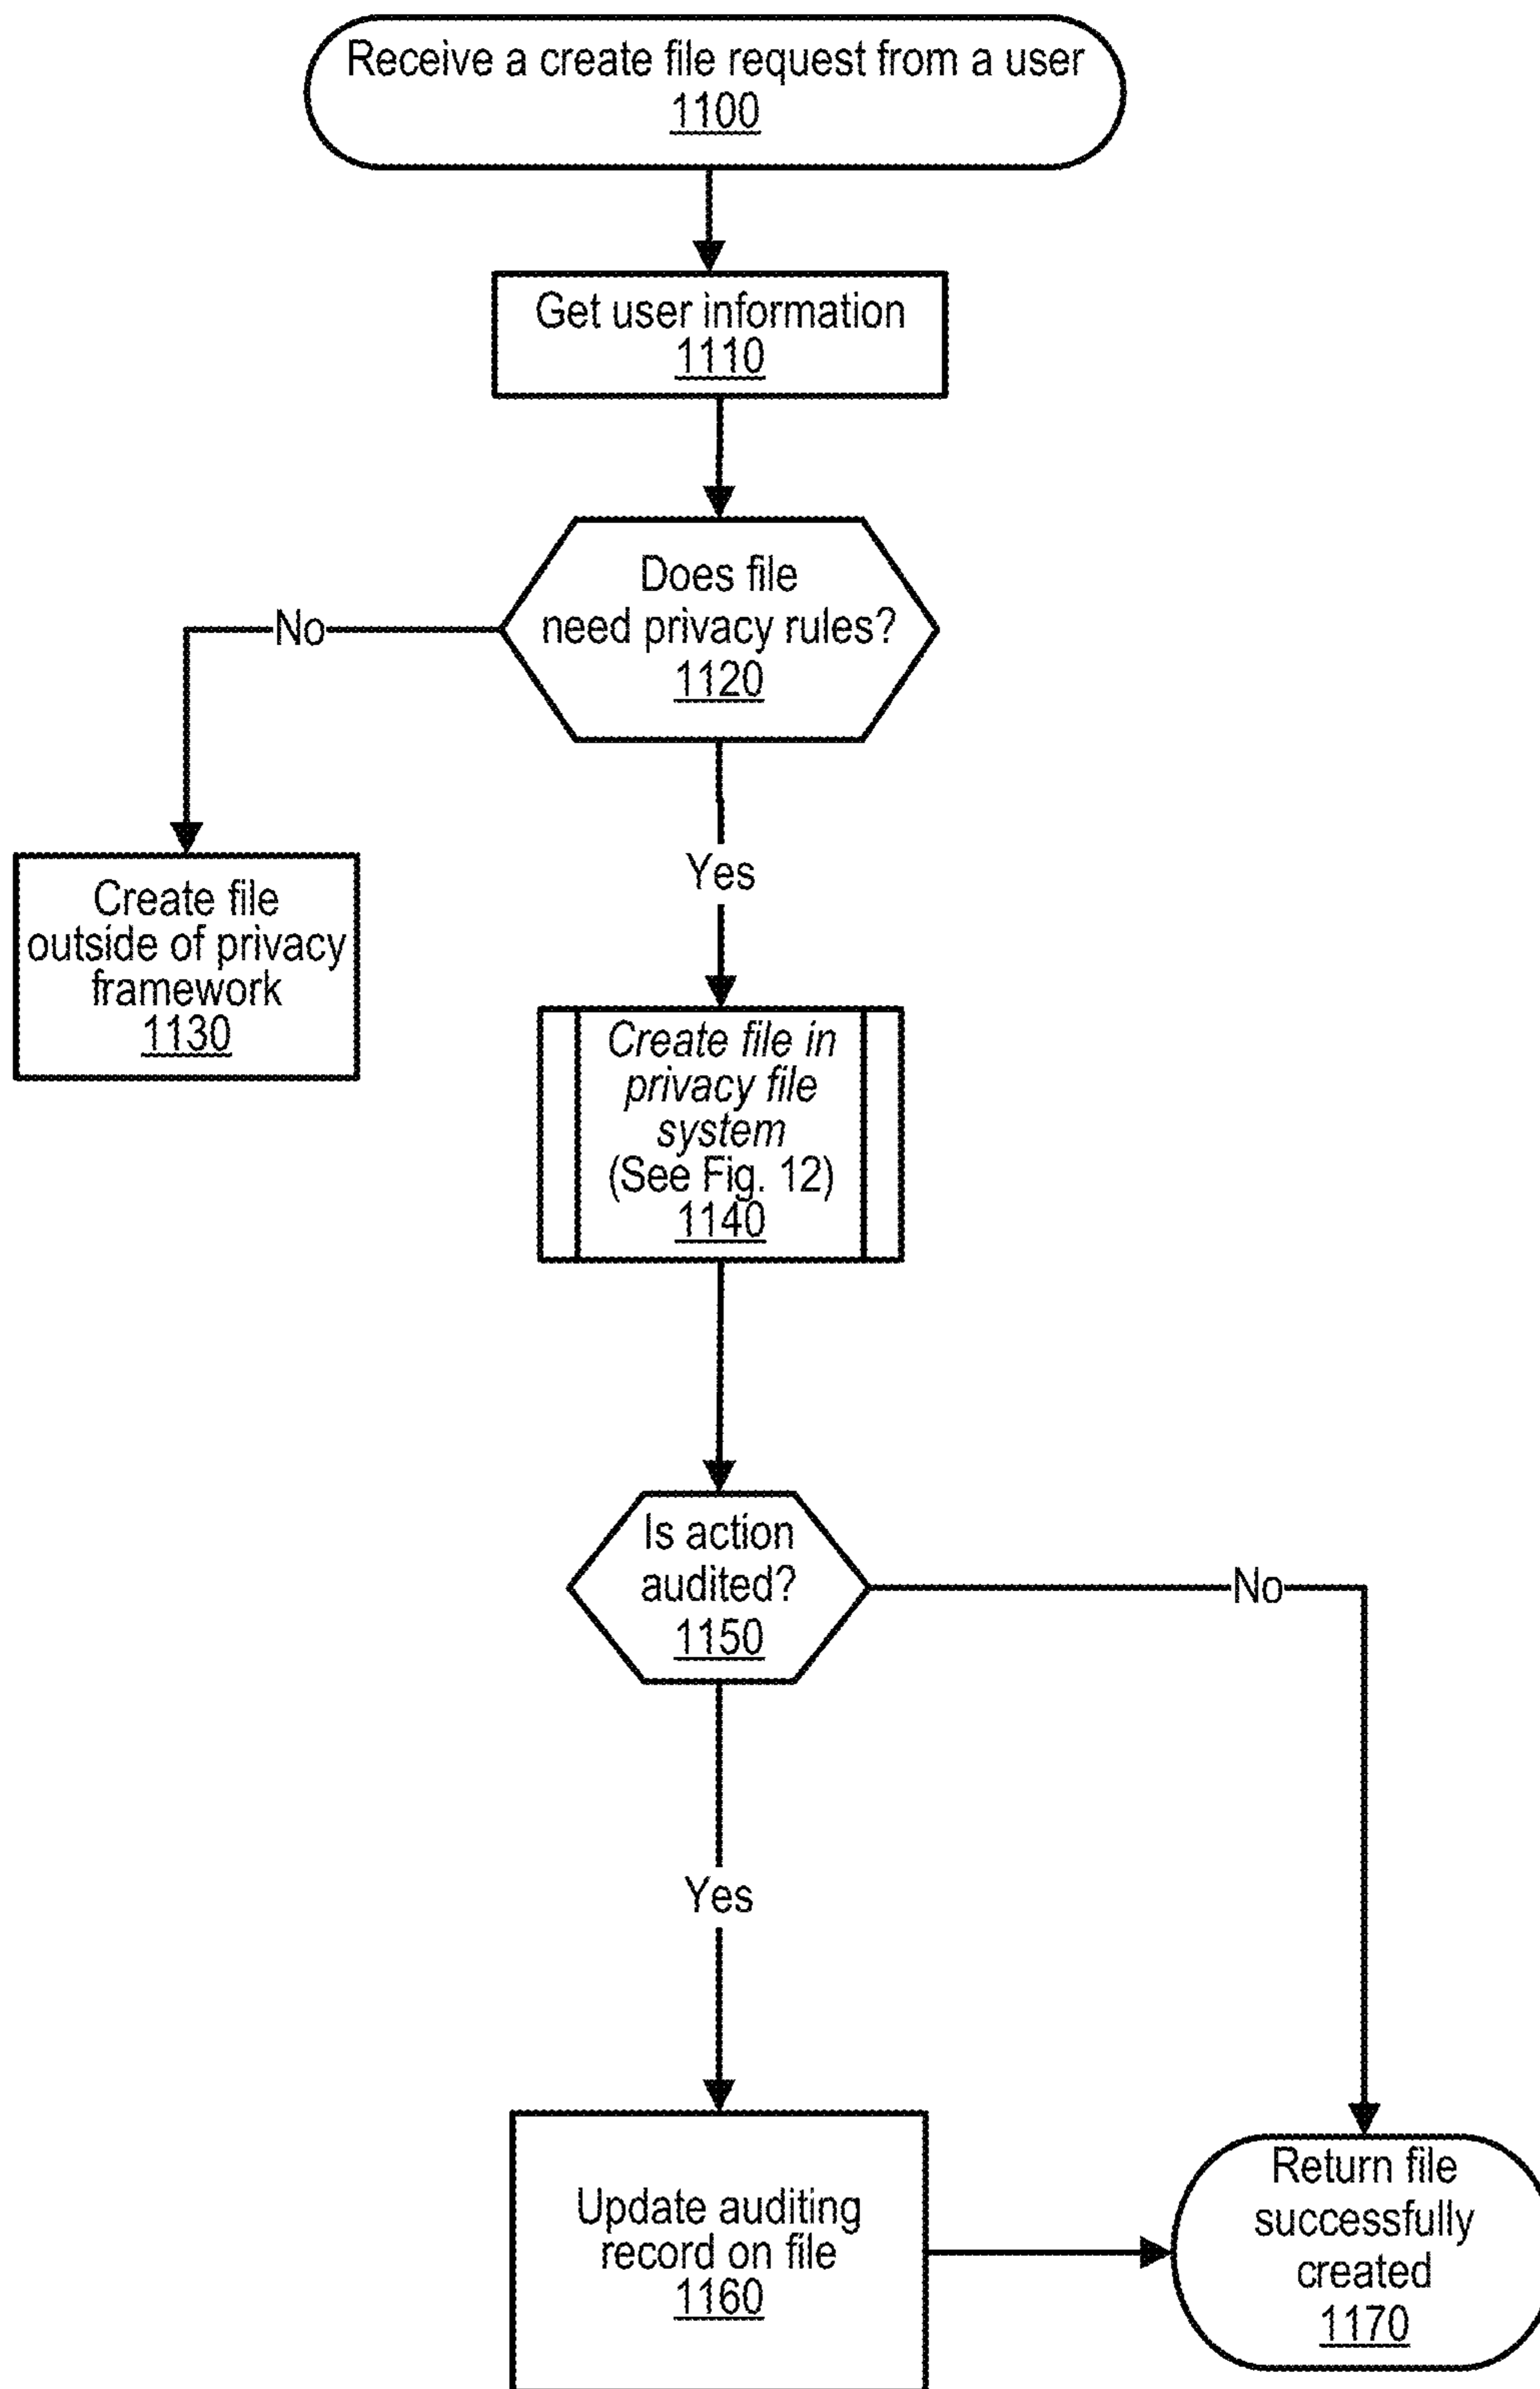 Receive a create file request from a user
1100
Get user information
1110
Does file
need privacy rules?
1120
No
Yes
Create file
outside of privacy
framework
1130
Create file in
privacy file
system
(See Fig. 12)
1140
Is action
audited?
1150
No
Yes
Update auditing
record on file
1160
Return file
successfully
created
1170